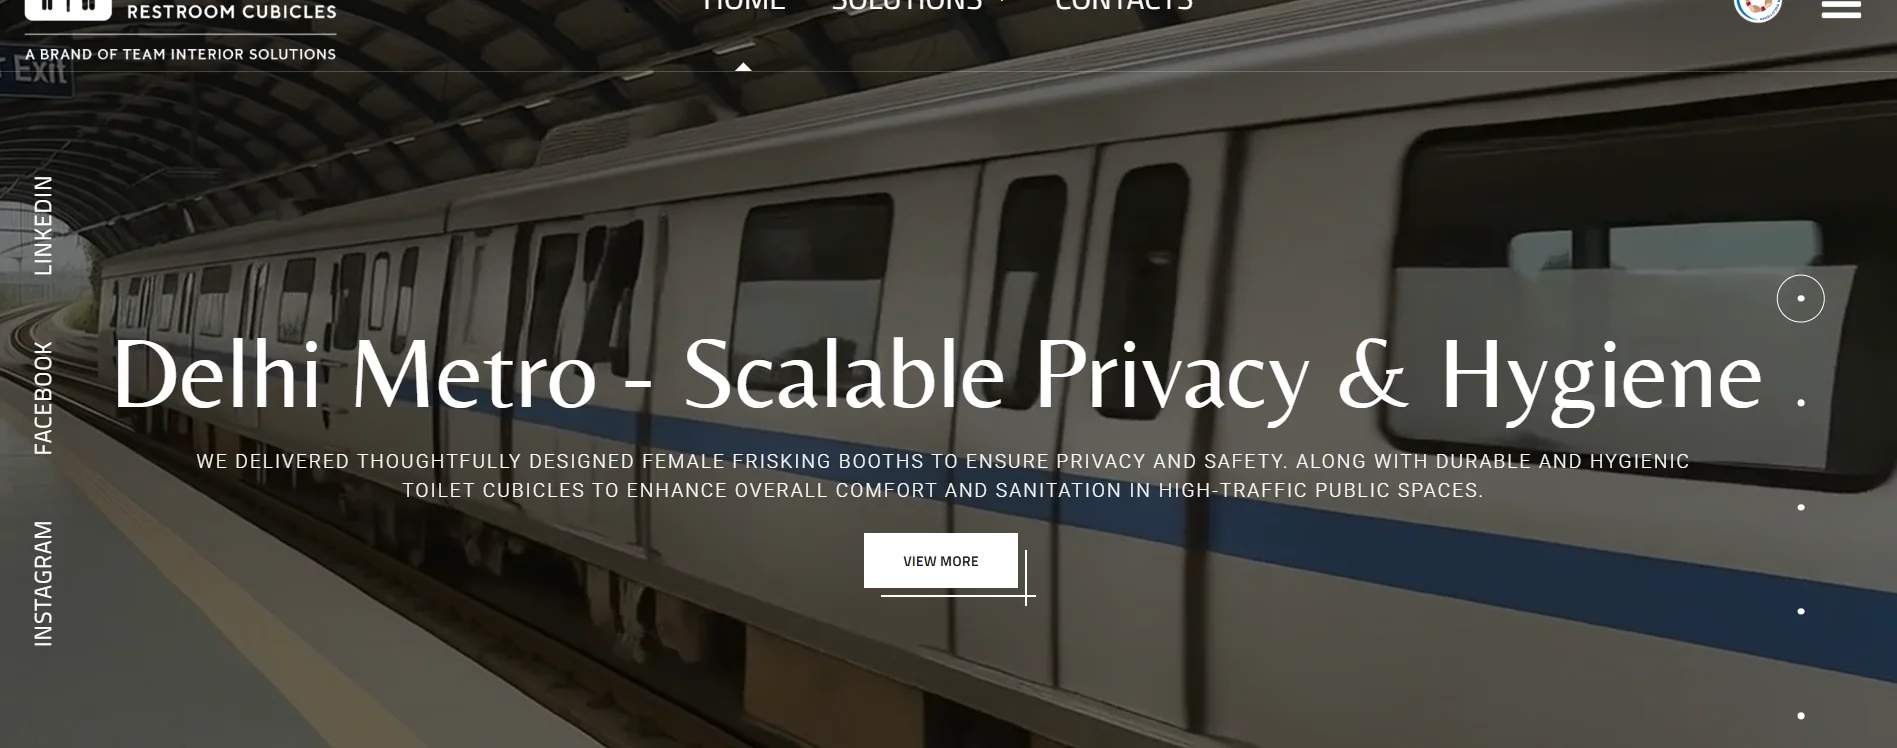 RESTROOM CUBICLES
A BRAND OF TEAM INTERIOR SOLUTIONS
HOME
SOLUTIONS
CONTACTS
Exit
LINKEDIN
FACEBOOK
INSTAGRAM
Delhi Metro - Scalable Privacy & Hygiene
WE DELIVERED THOUGHTFULLY DESIGNED FEMALE FRISKING BOOTHS TO ENSURE PRIVACY AND SAFETY. ALONG WITH DURABLE AND HYGIENIC
TOILET CUBICLES TO ENHANCE OVERALL COMFORT AND SANITATION IN HIGH-TRAFFIC PUBLIC SPACES.
VIEW MORE